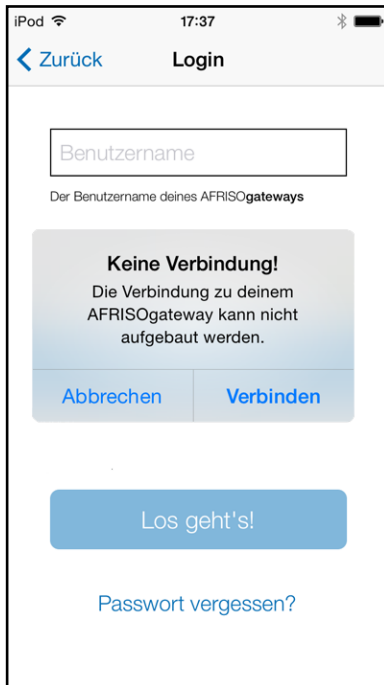 iPod 17:37
Zurück Login
Benutzername
Der Benutzername deines AFRISOgateways
Keine Verbindung!
Die Verbindung zu deinem
AFRISOgateway kann nicht
aufgebaut werden.
Abbrechen Verbinden
Los geht's!
Passwort vergessen?